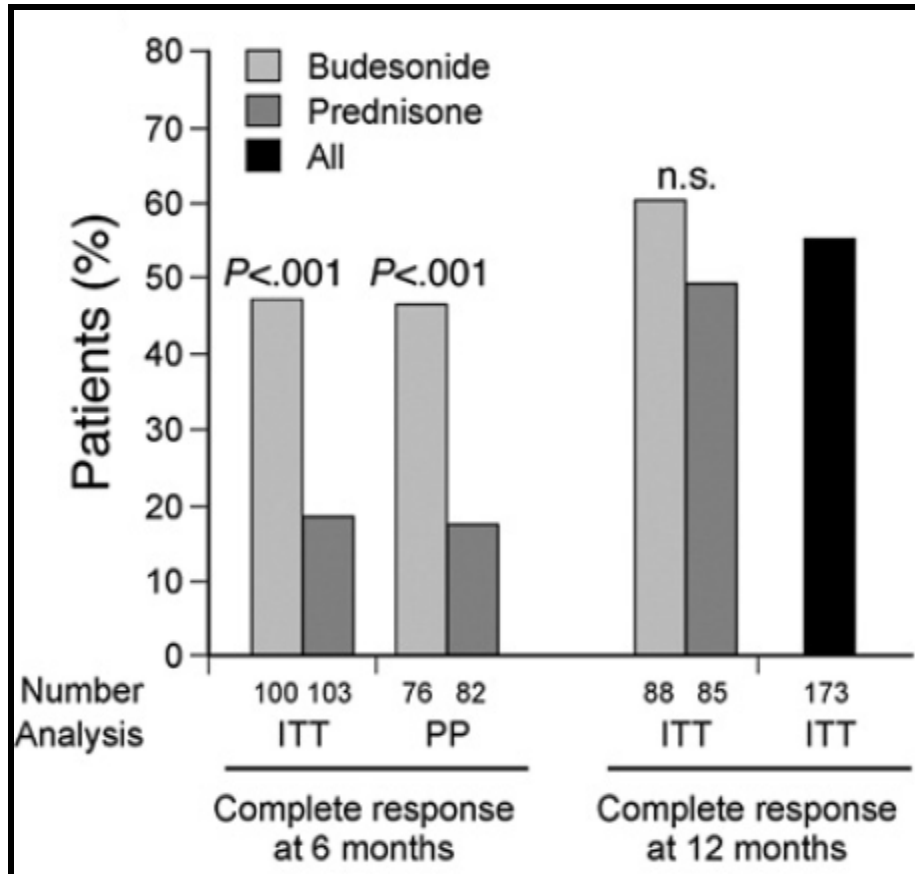 80
70
60
50
40
30
20
10
0
Patients (%)
Budesonide
Prednisone
All
P<.001 P<.001
n.s.
Number 100 103 76 82 88 85 173
Analysis ITT PP ITT ITT
Complete response
at 6 months
Complete response
at 12 months